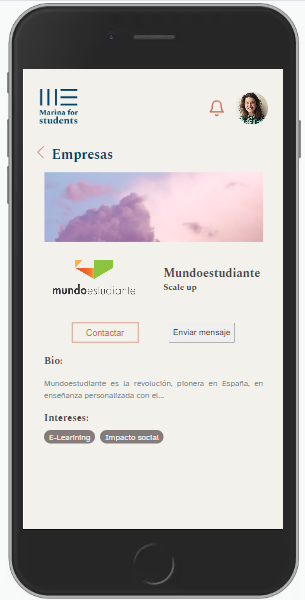 Marina for
students
Empresas
mundoestudiante
Mundoestudiante
Scale up
Contactar
Enviar mensaje
Bio:
Mundoestudiante es la revolución, pionera en España, en
enseñanza personalizada con el...
Intereses:
E-Learining
Impacto social